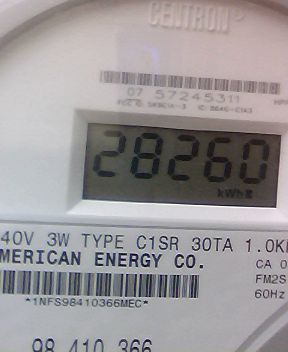 CENTRON
07 57245311
28260
kWh
40V 3W TYPE C1SR 30TA 1.0K
MERICAN ENERGY CO.
CA 0
FM2S
60Hz
*1NFS98410366MEC*
98 410 366